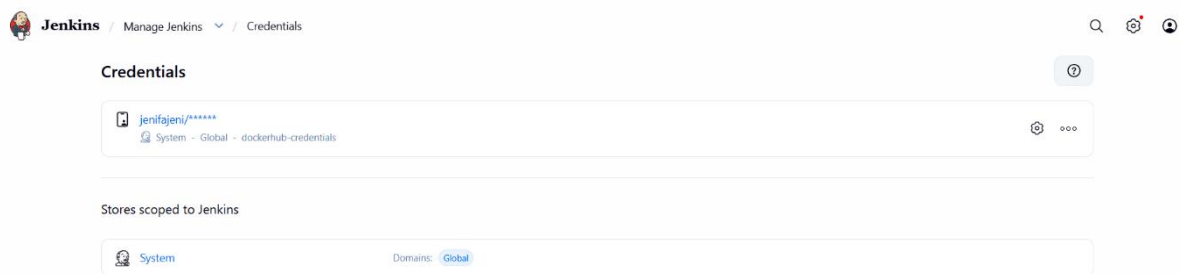 Jenkins / Manage Jenkins / Credentials
Credentials
jenifajeni/******
System - Global - dockerhub-credentials
Stores scoped to Jenkins
System Domains: Global